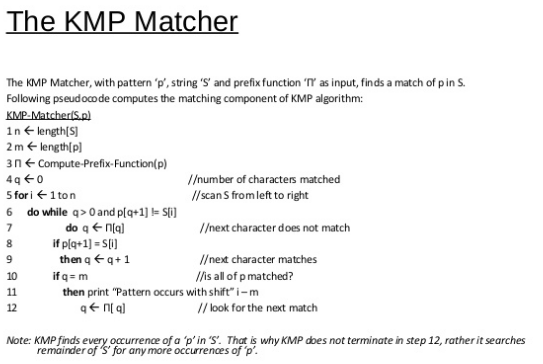 The KMP Matcher
The KMP Matcher, with pattern ‘p’, string ‘S’ and prefix function ‘Π’ as input, finds a match of p in S.
Following pseudocode computes the matching component of KMP algorithm:
KMP-Matcher(S,p)
1 n ← length[S]
2 m ← length[p]
3 Π ← Compute-Prefix-Function(p)
4 q ← 0 //number of characters matched
5 for i ← 1 to n //scan S from left to right
6 do while q > 0 and p[q+1] != S[i]
7 do q ← Π[q] //next character does not match
8 if p[q+1] = S[i]
9 then q ← q + 1 //next character matches
10 if q = m //is all of p matched?
11 then print “Pattern occurs with shift” i – m
12 q ← Π[ q] // look for the next match
Note: KMP finds every occurrence of a ‘p’ in ‘S’. That is why KMP does not terminate in step 12, rather it searches
remainder of ‘S’ for any more occurrences of ‘p’.